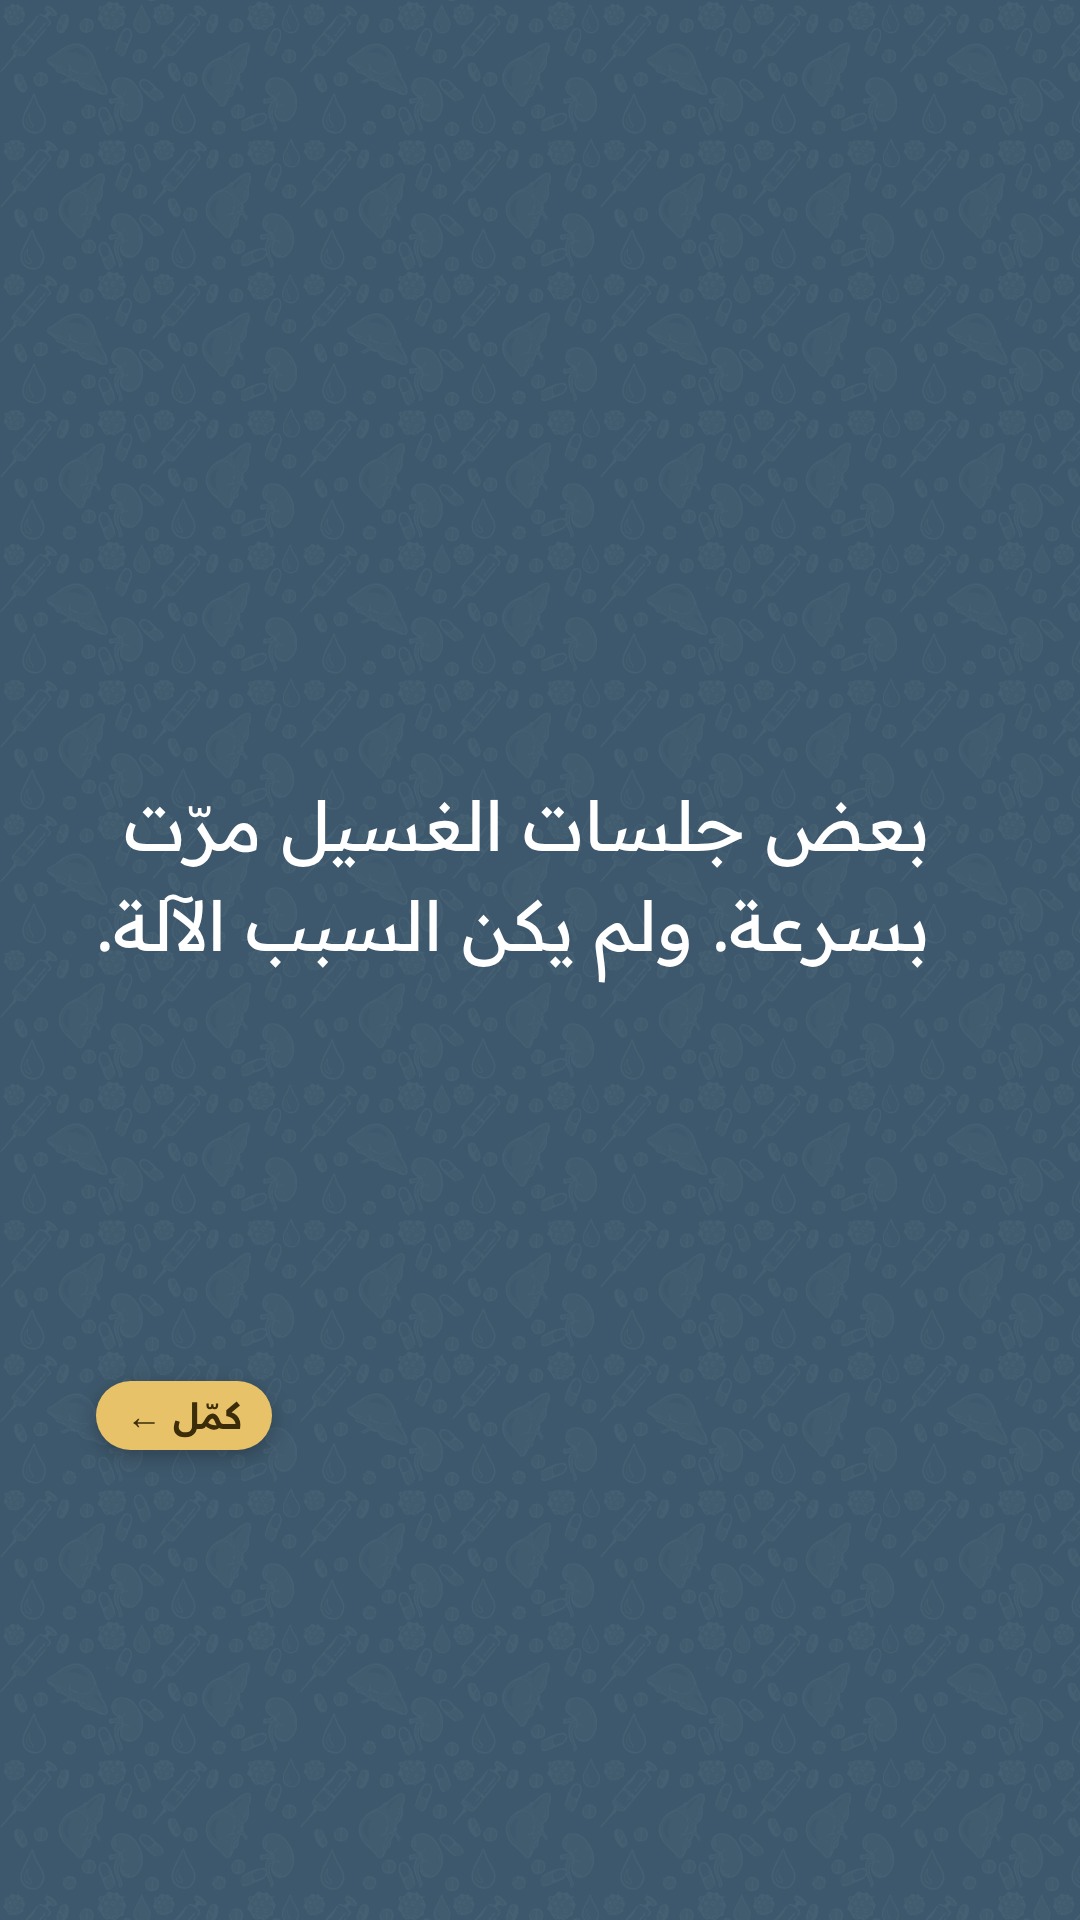 بعض جلسات الغسيل مرّت
بسرعة. ولم يكن السبب الآلة.
كمّل ←